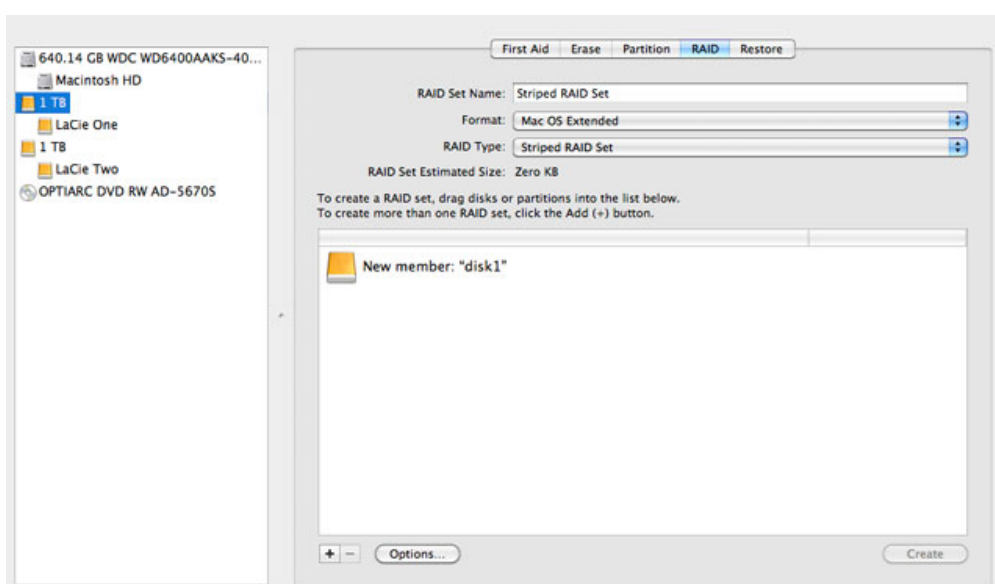 640.14 GB WDC WD6400AAKS-40...
Macintosh HD
1 TB
LaCie One
1 TB
LaCie Two
OPTIARC DVD RW AD-5670S
First Aid Erase Partition RAID Restore
RAID Set Name: Striped RAID Set
Format: Mac OS Extended
RAID Type: Striped RAID Set
RAID Set Estimated Size: Zero KB
To create a RAID set, drag disks or partitions into the list below.
To create more than one RAID set, click the Add (+) button.
New member: "disk1"
+ - Options... Create